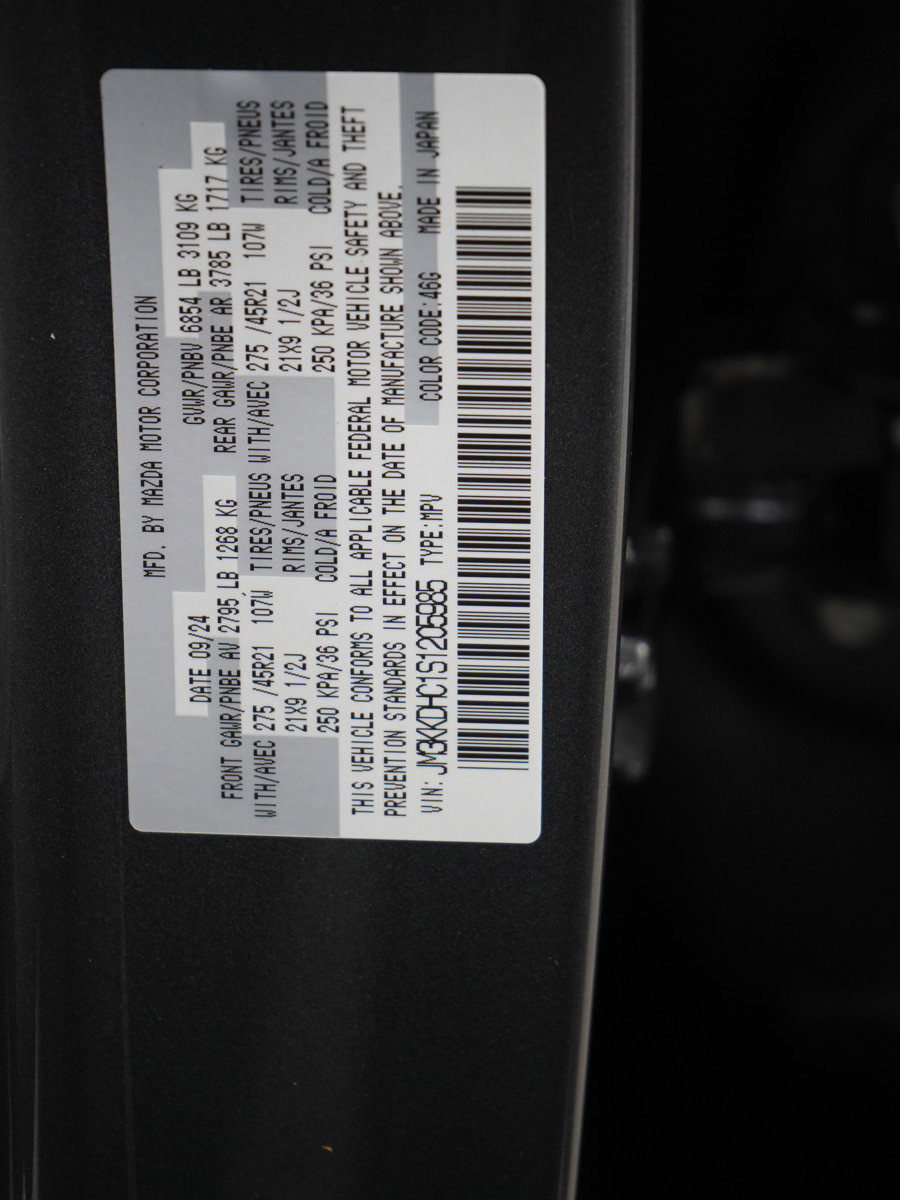 MFD. BY MAZDA MOTOR CORPORATION
DATE 09/24 GVWR/PNBV 6854 LB 3109 KG
FRONT GAWR/PNBE AV 2795 LB 1268 KG REAR GAWR/PNBE AR 3785 LB 1717 KG
WITH/AVEC 275 /45R21 107W TIRES/PNEUS WITH/AVEC 275 /45R21 107W TIRES/PNEUS
21X9 1/2J RIMS/JANTES 21X9 1/2J RIMS/JANTES
250 KPA/36 PSI COLD/A FROID 250 KPA/36 PSI COLD/A FROID
THIS VEHICLE CONFORMS TO ALL APPLICABLE FEDERAL MOTOR VEHICLE SAFETY AND THEFT
PREVENTION STANDARDS IN EFFECT ON THE DATE OF MANUFACTURE SHOWN ABOVE.
VIN: JM3KKDHC1S1205985 TYPE:MPV COLOR CODE:46G MADE IN JAPAN